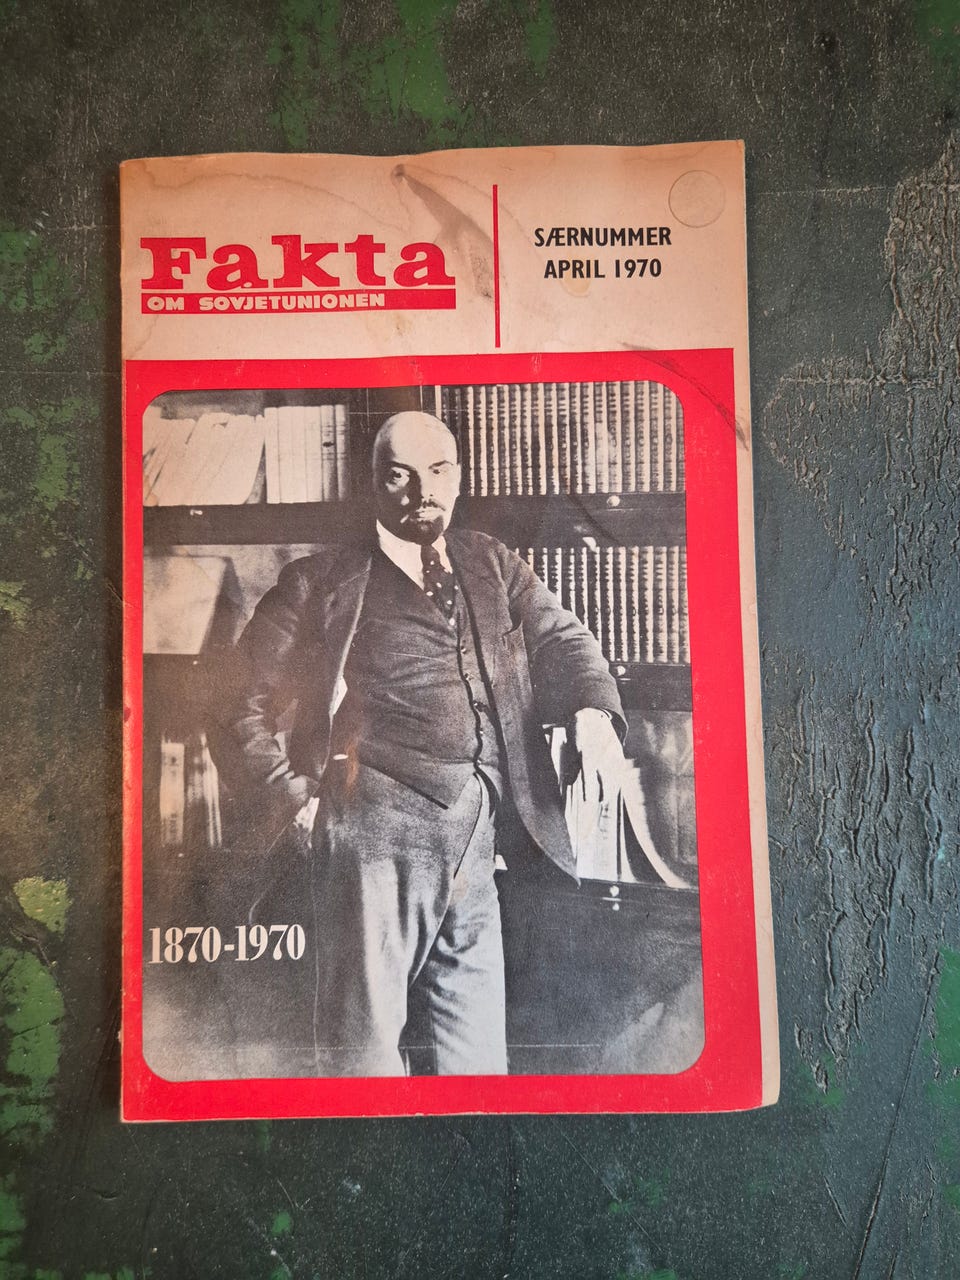 Fakta
OM SOVJETUNIONEN
SÆRNUMMER
APRIL 1970
1870-1970